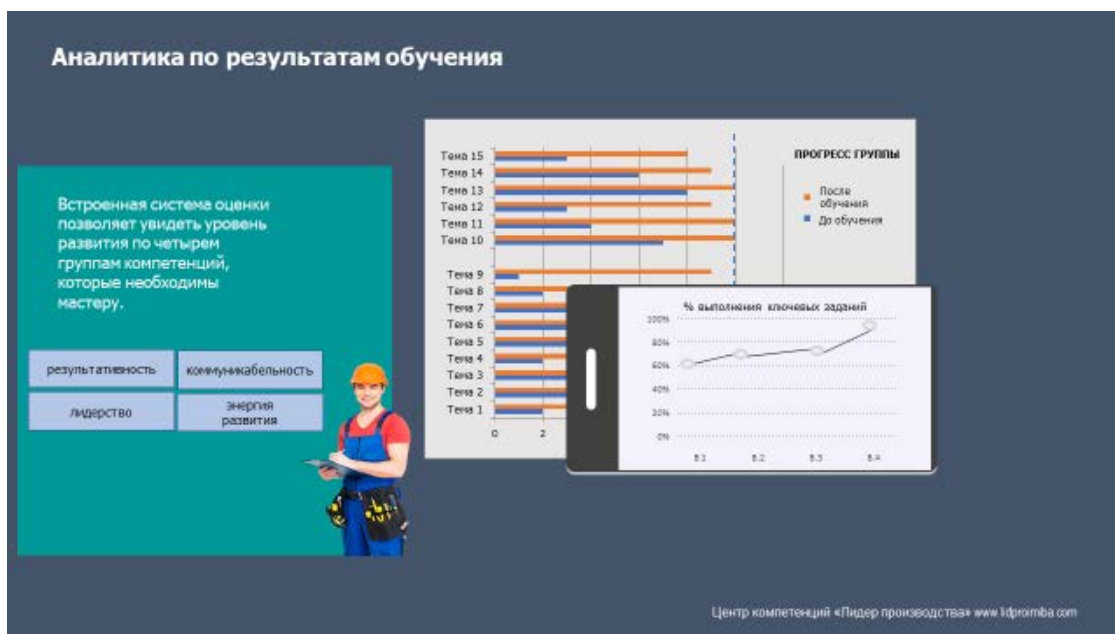 Аналитика по результатам обучения
Встроенная система оценки
позволяет увидеть уровень
развития по четырем
группам компетенций,
которые необходимы
мастеру.
результативность
коммуникабельность
лидерство
энергия
развития
Тема 15
Тема 14
Тема 13
Тема 12
Тема 11
Тема 10
Тема 9
Тема 8
Тема 7
Тема 6
Тема 5
Тема 4
Тема 3
Тема 2
Тема 1
0 2
ПРОГРЕСС ГРУППЫ
После
обучения
До обучения
% выполнения ключевых заданий
100%
80%
60%
40%
20%
0%
Центр компетенций «Лидер производства» www.lidproimba.com